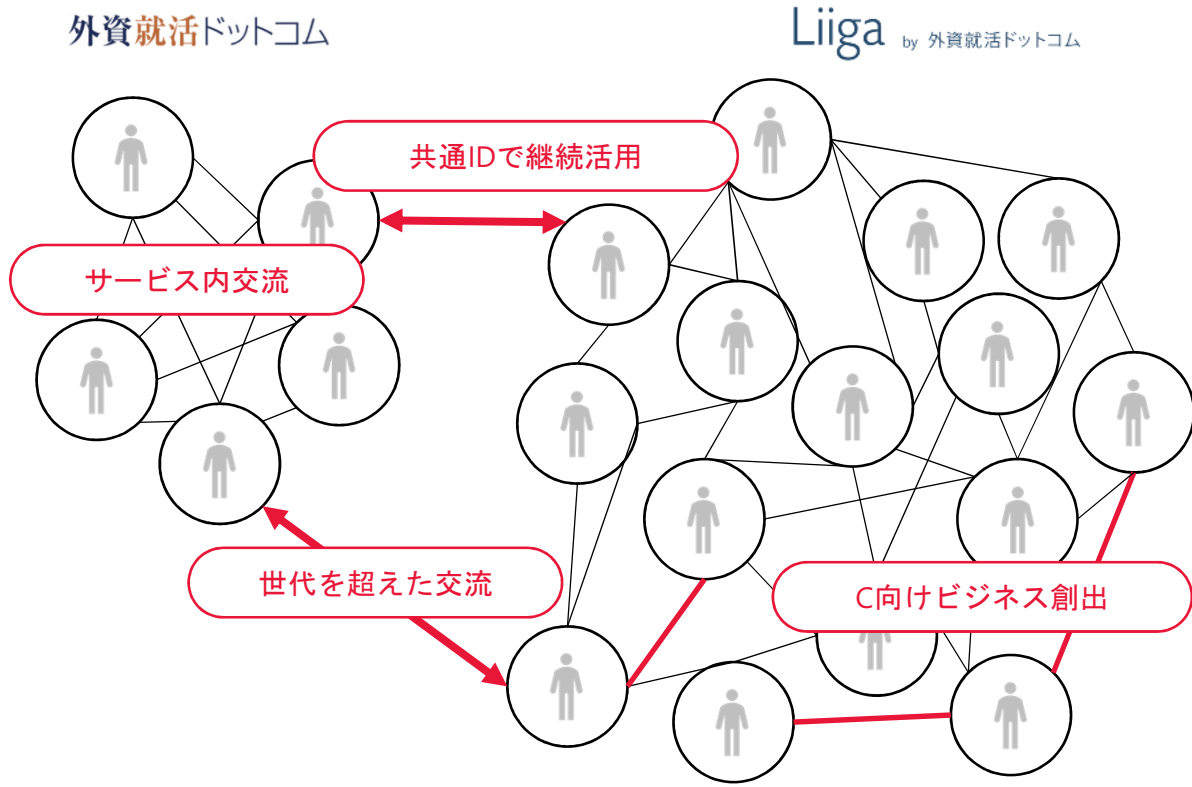 外資就活ドットコム
Liiga by 外資就活ドットコム
共通IDで継続活用
サービス内交流
世代を超えた交流
C向けビジネス創出